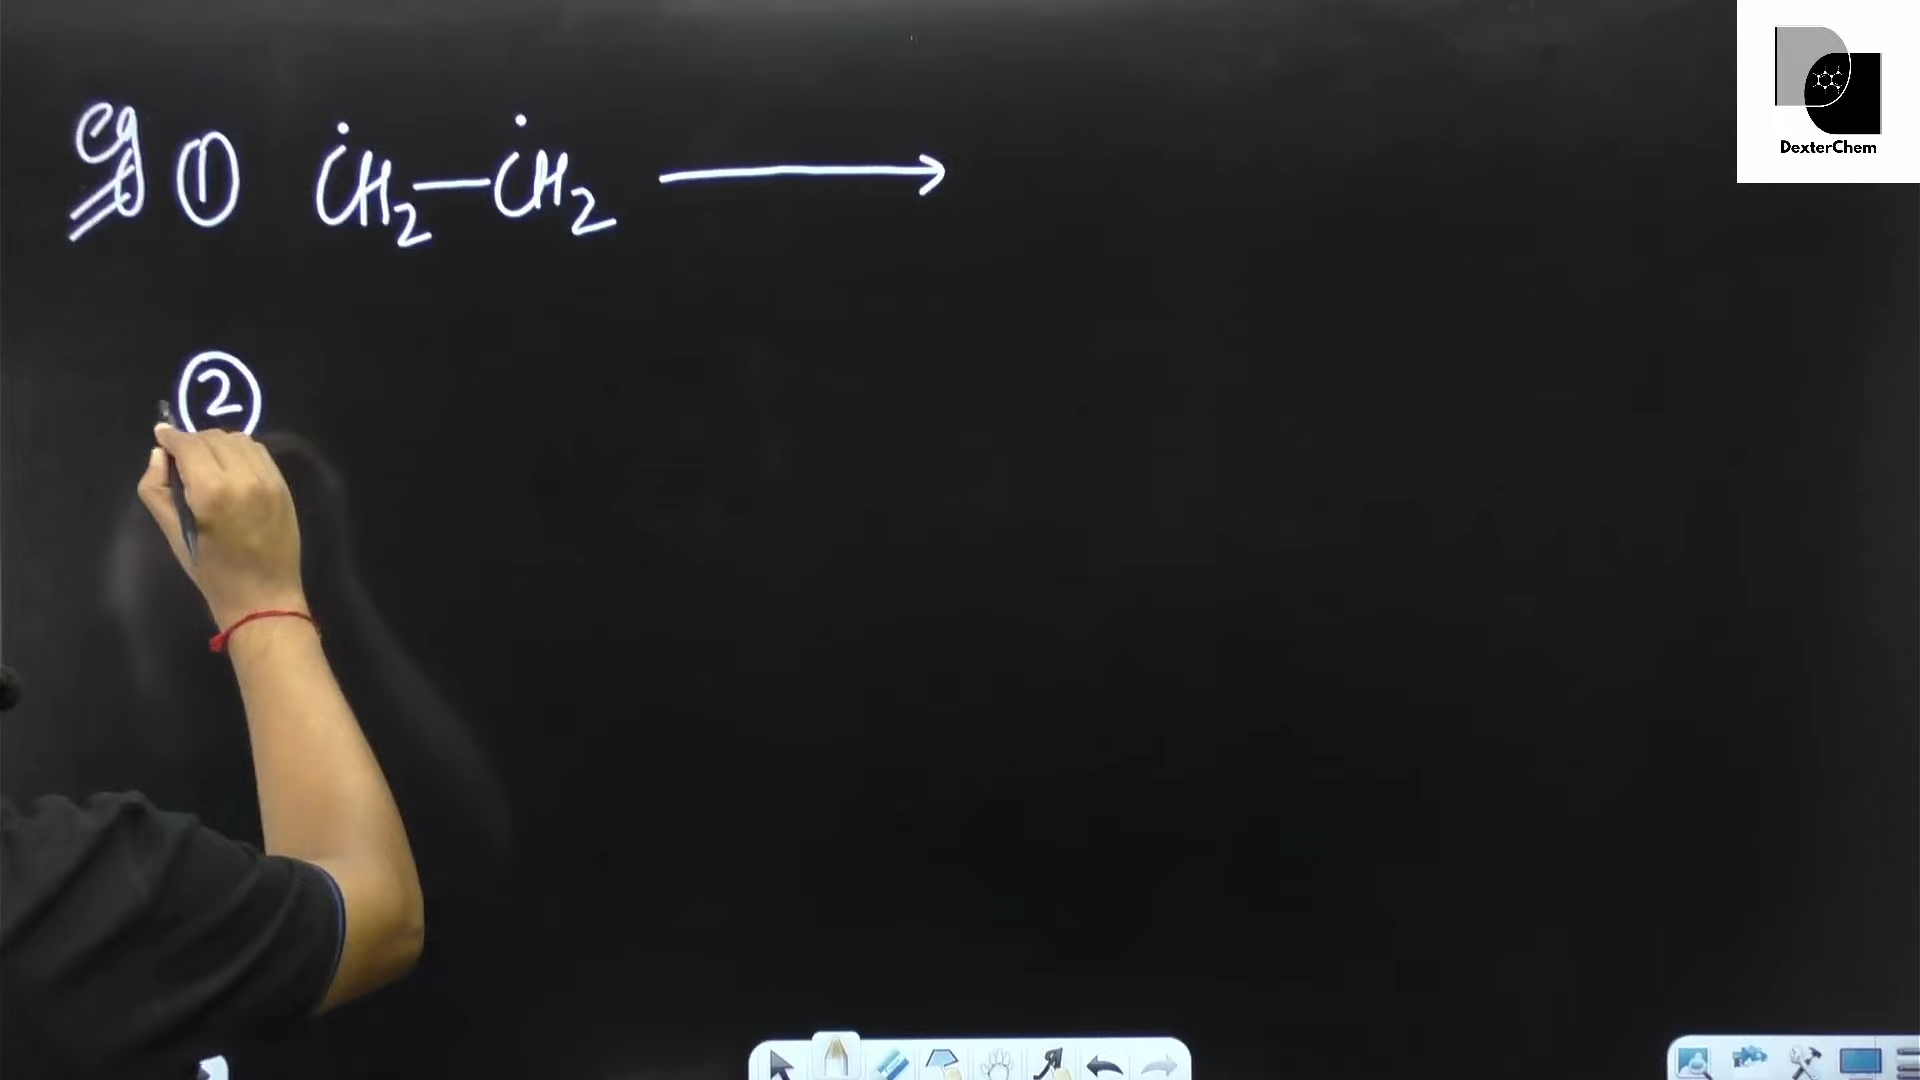 eg ① ĊH₂—ĊH₂ ⟶
②
DexterChem